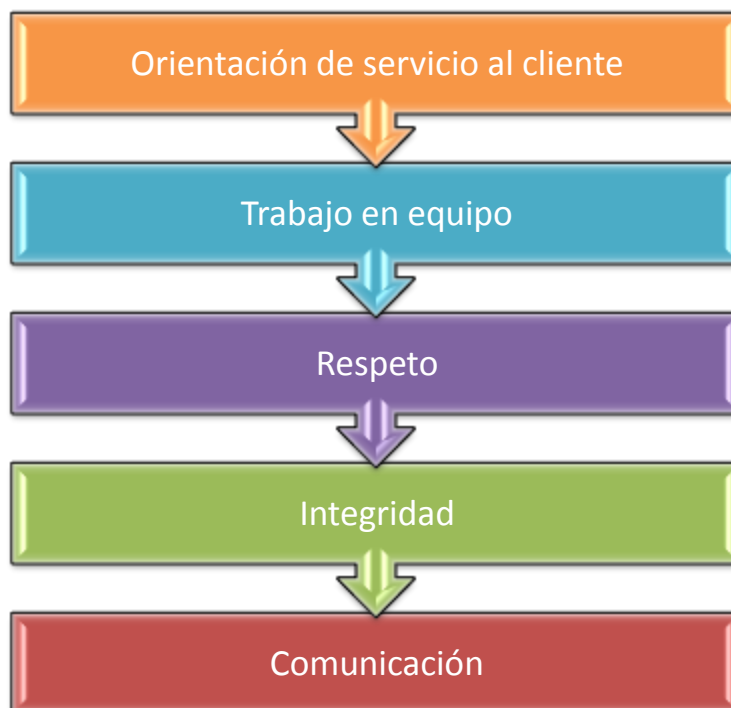 Orientación de servicio al cliente
Trabajo en equipo
Respeto
Integridad
Comunicación